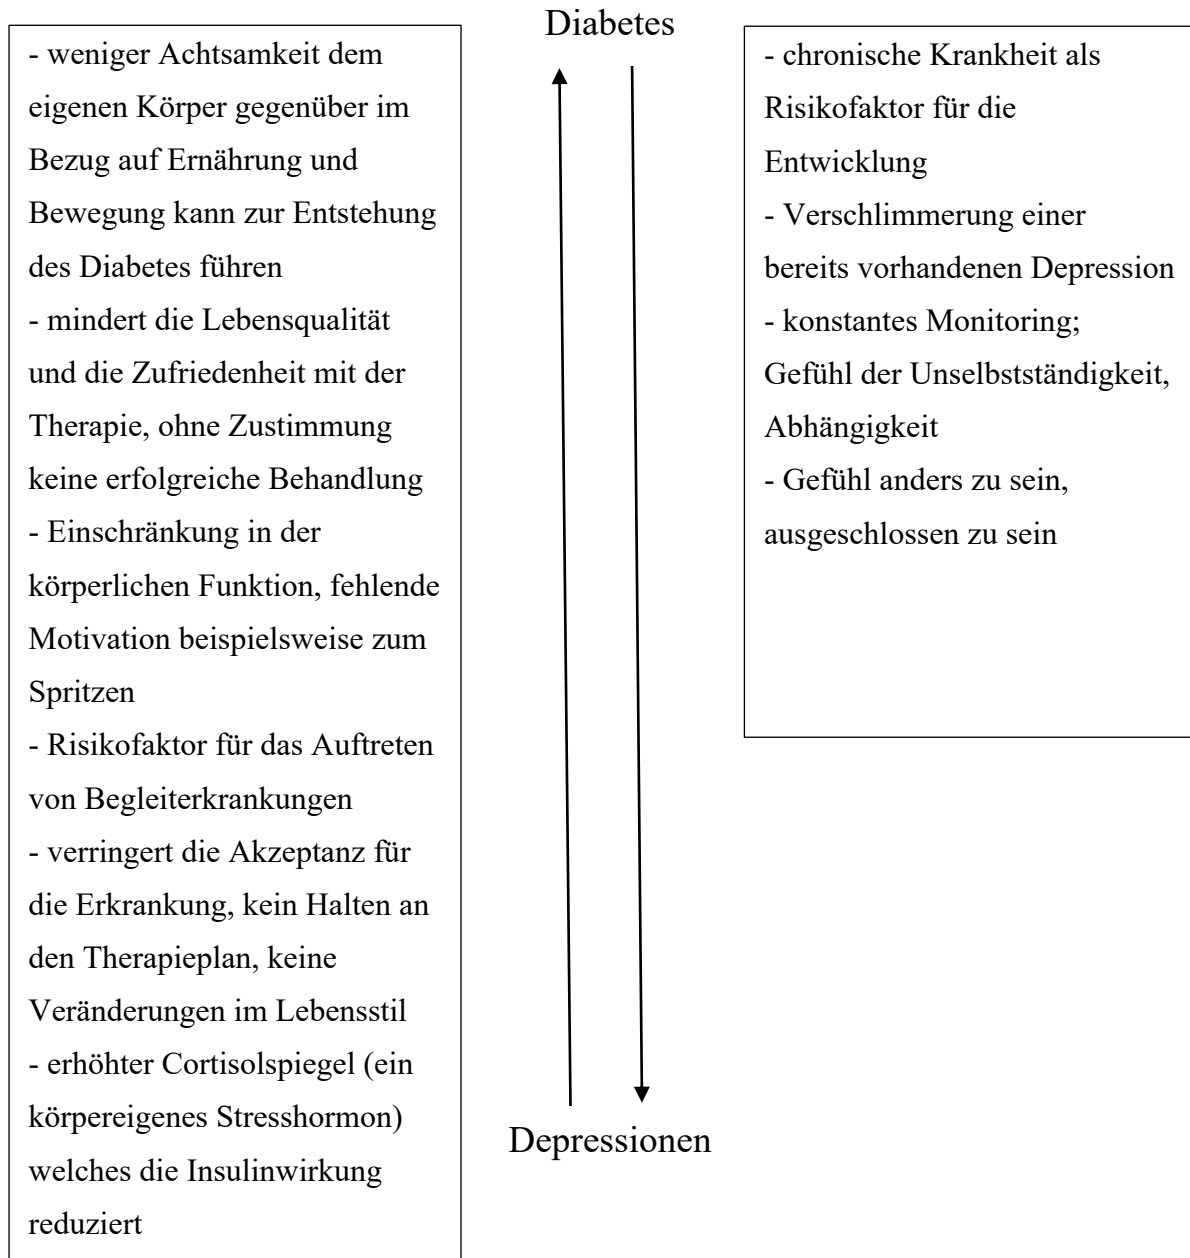 Diabetes
- weniger Achtsamkeit dem
eigenen Körper gegenüber im
Bezug auf Ernährung und
Bewegung kann zur Entstehung
des Diabetes führen
- mindert die Lebensqualität
und die Zufriedenheit mit der
Therapie, ohne Zustimmung
keine erfolgreiche Behandlung
- Einschränkung in der
körperlichen Funktion, fehlende
Motivation beispielsweise zum
Spritzen
- Risikofaktor für das Auftreten
von Begleiterkrankungen
- verringert die Akzeptanz für
die Erkrankung, kein Halten an
den Therapieplan, keine
Veränderungen im Lebensstil
- erhöhter Cortisolspiegel (ein
körpereigenes Stresshormon)
welches die Insulinwirkung
reduziert
- chronische Krankheit als
Risikofaktor für die
Entwicklung
- Verschlimmerung einer
bereits vorhandenen Depression
- konstantes Monitoring;
Gefühl der Unselbstständigkeit,
Abhängigkeit
- Gefühl anders zu sein,
ausgeschlossen zu sein
Depressionen